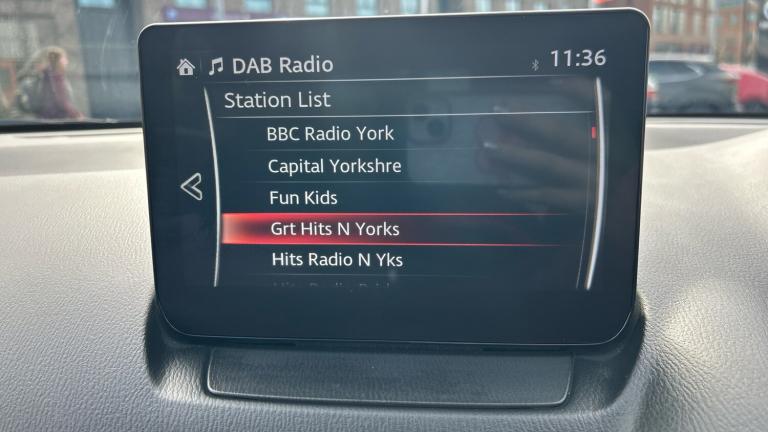 DAB Radio
11:36
Station List
BBC Radio York
Capital Yorkshre
Fun Kids
Grt Hits N Yorks
Hits Radio N Yks